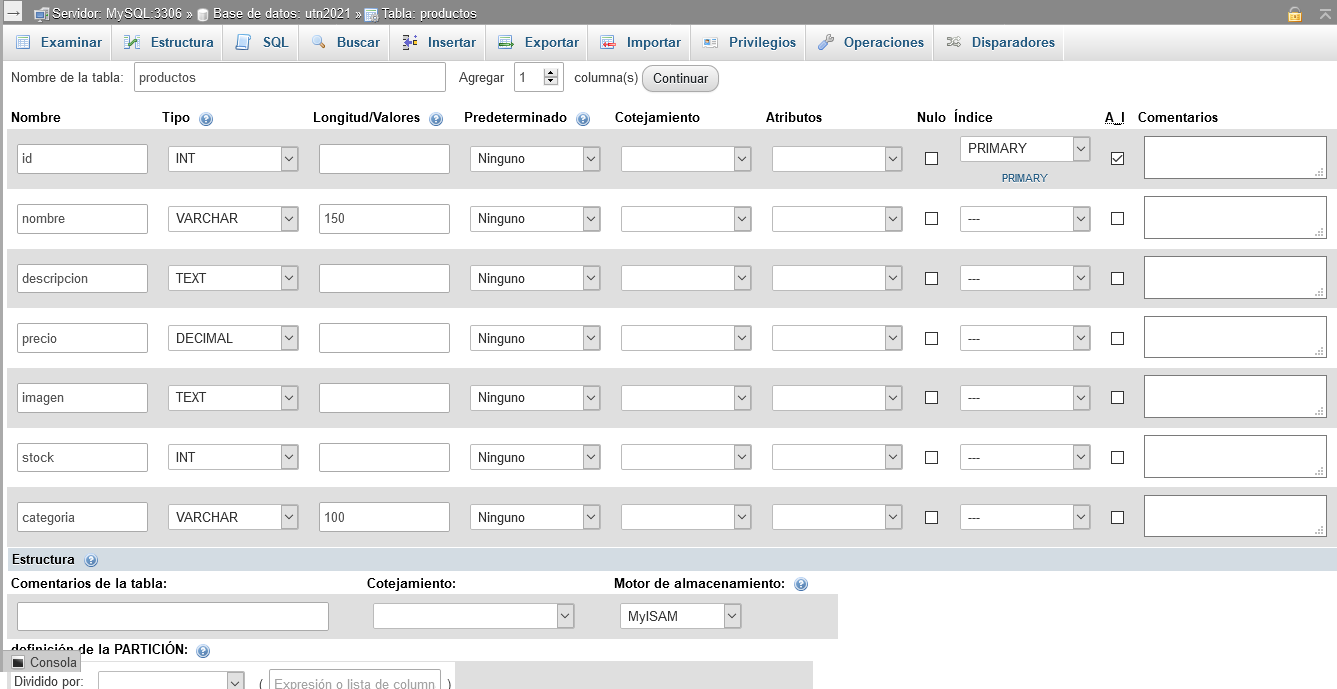 Servidor: MySQL:3306 » Base de datos: utn2021 » Tabla: productos
Examinar Estructura SQL Buscar Insertar Exportar Importar Privilegios Operaciones Disparadores
Nombre de la tabla: productos Agregar 1 columna(s) Continuar
Nombre Tipo Longitud/Valores Predeterminado Cotejamiento Atributos Nulo Índice A_I Comentarios
id INT Ninguno PRIMARY
PRIMARY
nombre VARCHAR 150 Ninguno ---
descripcion TEXT Ninguno ---
precio DECIMAL Ninguno ---
imagen TEXT Ninguno ---
stock INT Ninguno ---
categoria VARCHAR 100 Ninguno ---
Estructura
Comentarios de la tabla: Cotejamiento: Motor de almacenamiento:
MyISAM
definición de la PARTICIÓN:
Consola
Dividido por: ( Expresión o lista de column )